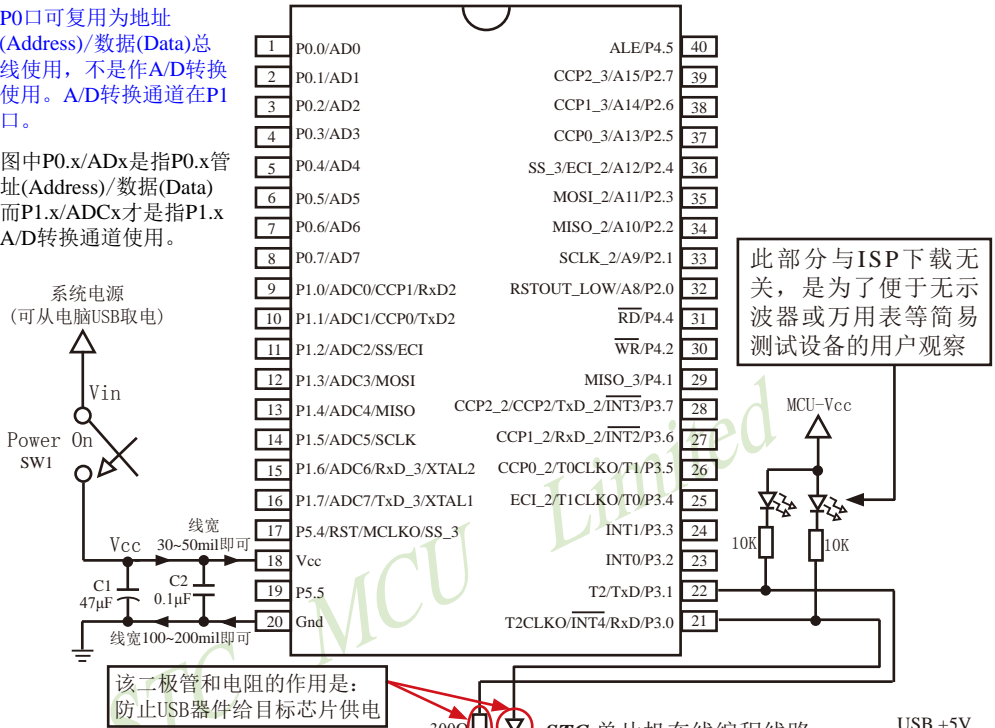 P0口可复用为地址
(Address)/数据(Data)总
线使用，不是作A/D转换
使用。A/D转换通道在P1
口。
图中P0.x/ADx是指P0.x管
址(Address)/数据(Data)
而P1.x/ADCx才是指P1.x
A/D转换通道使用。
系统电源
(可从电脑USB取电)
Vin
Power On
SW1
Vcc
线宽
30~50mil即可
C1
47μF
C2
0.1μF
线宽100~200mil即可
1 P0.0/AD0
2 P0.1/AD1
3 P0.2/AD2
4 P0.3/AD3
5 P0.4/AD4
6 P0.5/AD5
7 P0.6/AD6
8 P0.7/AD7
9 P1.0/ADC0/CCP1/RxD2
10 P1.1/ADC1/CCP0/TxD2
11 P1.2/ADC2/SS/ECI
12 P1.3/ADC3/MOSI
13 P1.4/ADC4/MISO
14 P1.5/ADC5/SCLK
15 P1.6/ADC6/RxD_3/XTAL2
16 P1.7/ADC7/TxD_3/XTAL1
17 P5.4/RST/MCLKO/SS_3
18 Vcc
19 P5.5
20 Gnd
ALE/P4.5 40
CCP2_3/A15/P2.7 39
CCP1_3/A14/P2.6 38
CCP0_3/A13/P2.5 37
SS_3/ECI_2/A12/P2.4 36
MOSI_2/A11/P2.3 35
MISO_2/A10/P2.2 34
SCLK_2/A9/P2.1 33
RSTOUT_LOW/A8/P2.0 32
RD/P4.4 31
WR/P4.2 30
MISO_3/P4.1 29
CCP2_2/CCP2/TxD_2/INT3/P3.7 28
CCP1_2/RxD_2/INT2/P3.6 27
CCP0_2/T0CLKO/T1/P3.5 26
ECI_2/T1CLKO/T0/P3.4 25
INT1/P3.3 24
INT0/P3.2 23
T2/TxD/P3.1 22
T2CLKO/INT4/RxD/P3.0 21
此部分与ISP下载无
关，是为了便于无示
波器或万用表等简易
测试设备的用户观察
MCU-Vcc
10K
10K
该二极管和电阻的作用是：
防止USB器件给目标芯片供电
300Ω
STC 单片机在线编程线路
USB +5V
STC MCU Limited